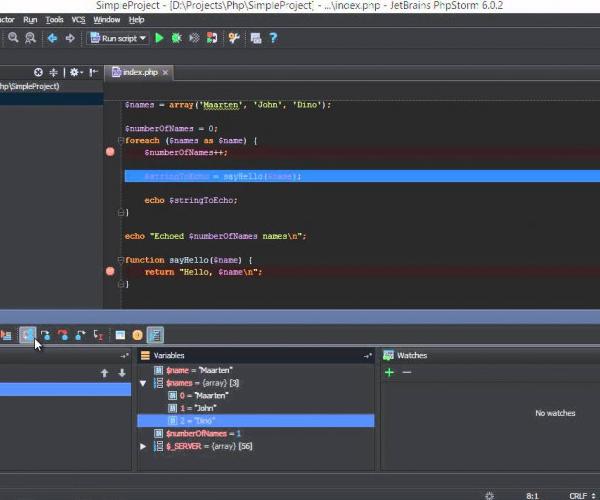 SimpleProject - [D:\Projects\Php\SimpleProject] - ...\index.php - JetBrains PhpStorm 6.0.2
ctor Run Tools VCS Window Help
Run script
index.php
hp\SimpleProject)
$names = array('Maarten', 'John', 'Dino');
$numberOfNames = 0;
foreach ($names as $name) {
$numberOfNames++;
$stringToEcho = sayHello($name);
echo $stringToEcho;
}
echo "Echoed $numberOfNames names\n";
function sayHello($name) {
return "Hello, $name\n";
}
Variables
Watches
$name = "Maarten"
$names = {array} [3]
0 = "Maarten"
1 = "John"
2 = "Dino"
$numberOfNames = 1
$_SERVER = {array} [56]
No watches
8:1 CRLF